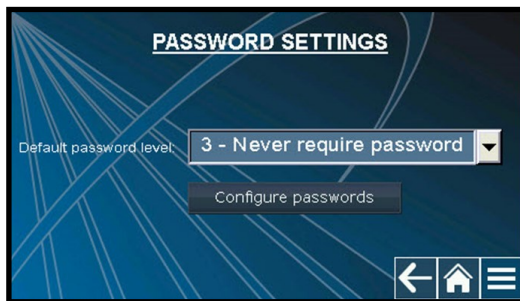 PASSWORD SETTINGS
Default password level:
3 - Never require password
Configure passwords